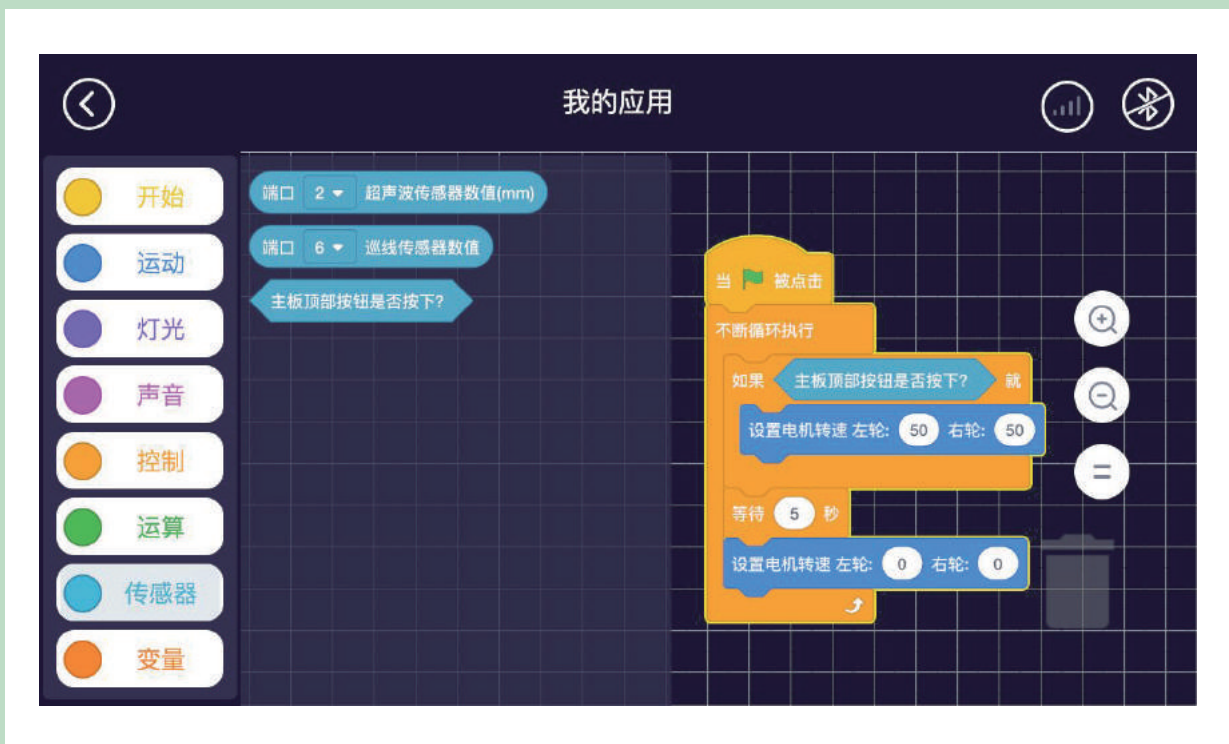 我的应用
开始
运动
灯光
声音
控制
运算
传感器
变量
端口 2 超声波传感器数值(mm)
端口 6 巡线传感器数值
主板顶部按钮是否按下?
当 被点击
不断循环执行
如果 主板顶部按钮是否按下? 就
设置电机转速 左轮: 50 右轮: 50
等待 5 秒
设置电机转速 左轮: 0 右轮: 0